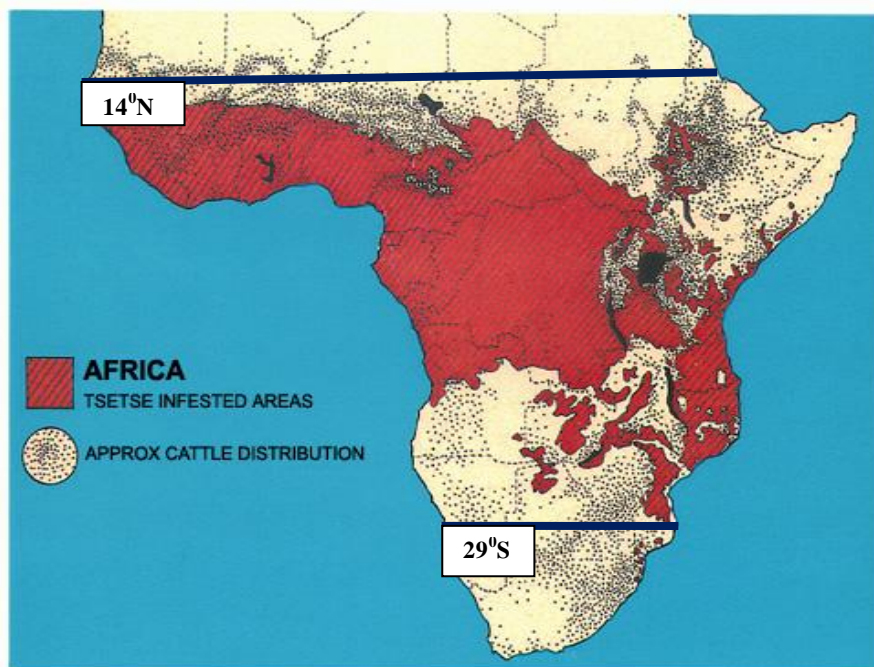 14⁰N
AFRICA
TSETSE INFESTED AREAS
APPROX CATTLE DISTRIBUTION
29⁰S